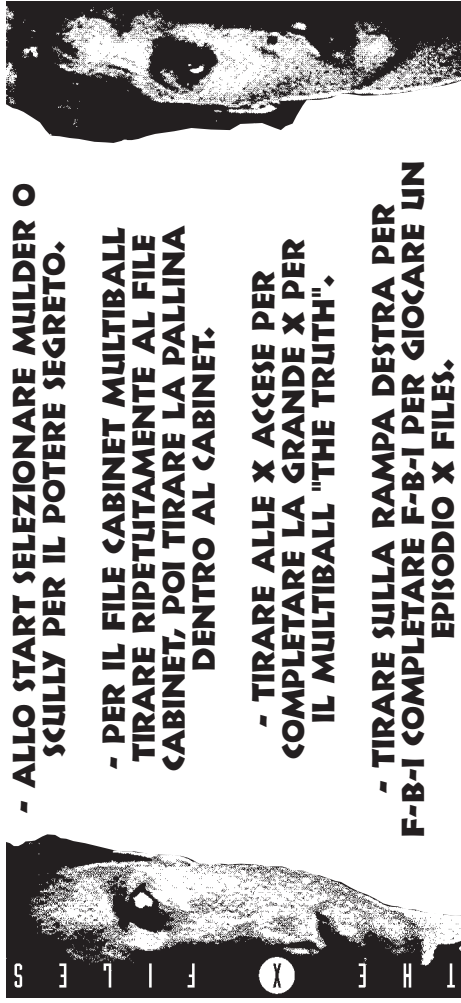 - ALLO START SELEZIONARE MULDER O
SCULLY PER IL POTERE SEGRETO.
- PER IL FILE CABINET MULTIBALL
TIRARE RIPETUTAMENTE AL FILE
CABINET, POI TIRARE LA PALLINA
DENTRO AL CABINET.
- TIRARE ALLE X ACCESE PER
COMPLETARE LA GRANDE X PER
IL MULTIBALL "THE TRUTH".
- TIRARE SULLA RAMPA DESTRA PER
F-B-I COMPLETARE F-B-I PER GIOCARE UN
EPISODIO X FILES.
THE X FILES